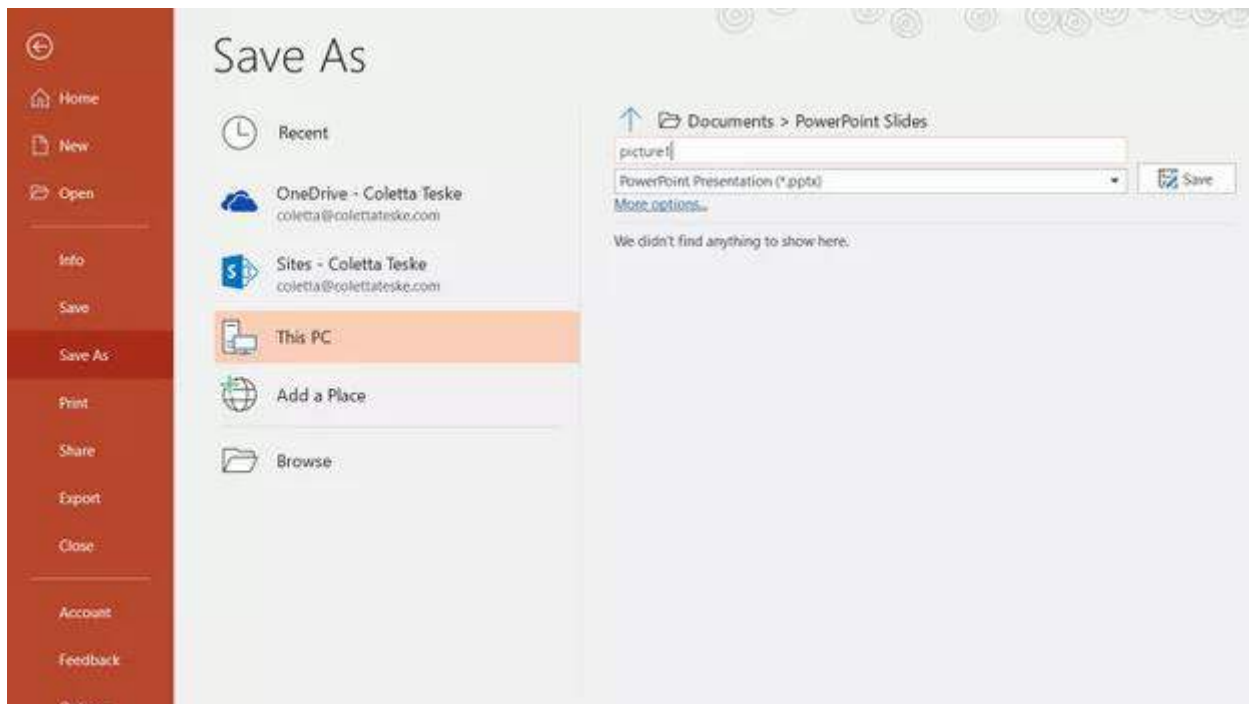 Save As
Home
New
Open
Info
Save
Save As
Print
Share
Export
Close
Account
Feedback
Recent
OneDrive - Coletta Teske
coletta@colettateske.com
Sites - Coletta Teske
coletta@colettateske.com
This PC
Add a Place
Browse
Documents > PowerPoint Slides
picture1
PowerPoint Presentation (*.pptx)
Save
More options...
We didn't find anything to show here.